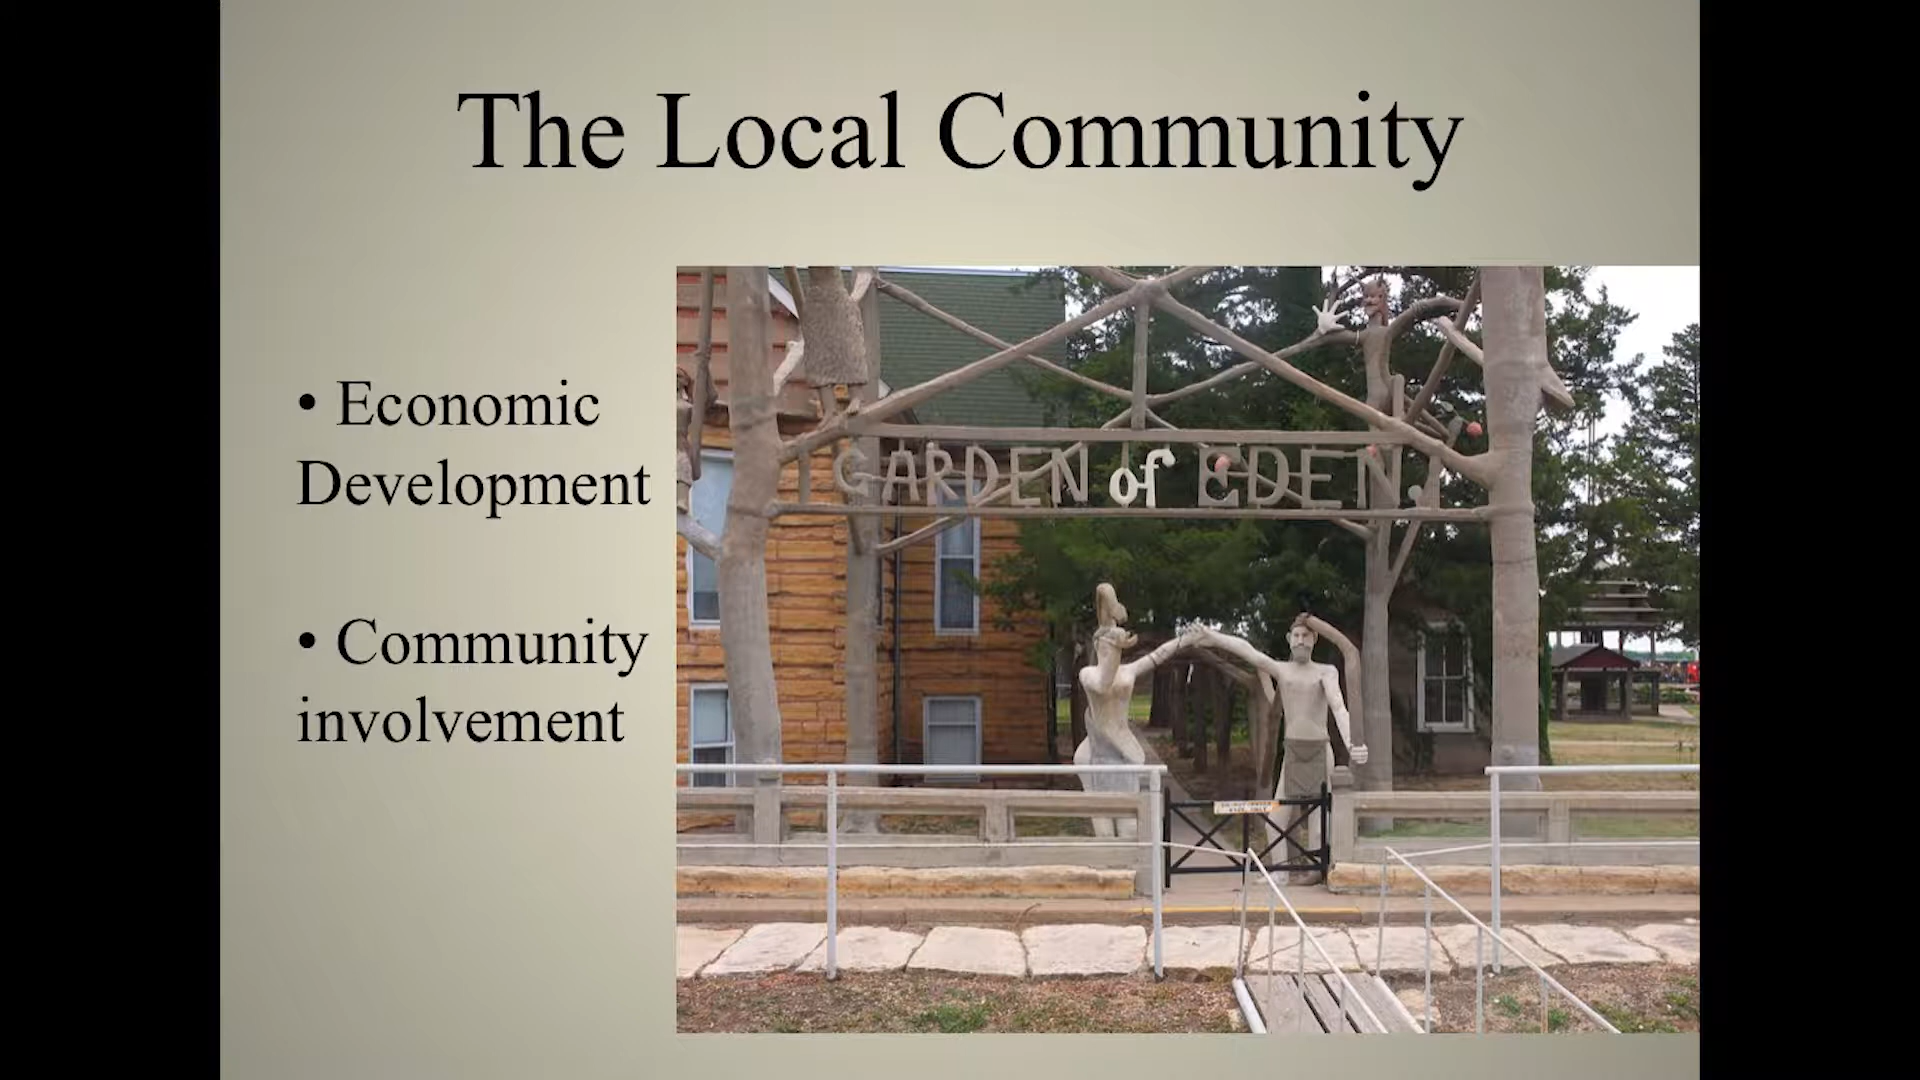 The Local Community
• Economic
Development
• Community
involvement
GARDEN of EDEN.